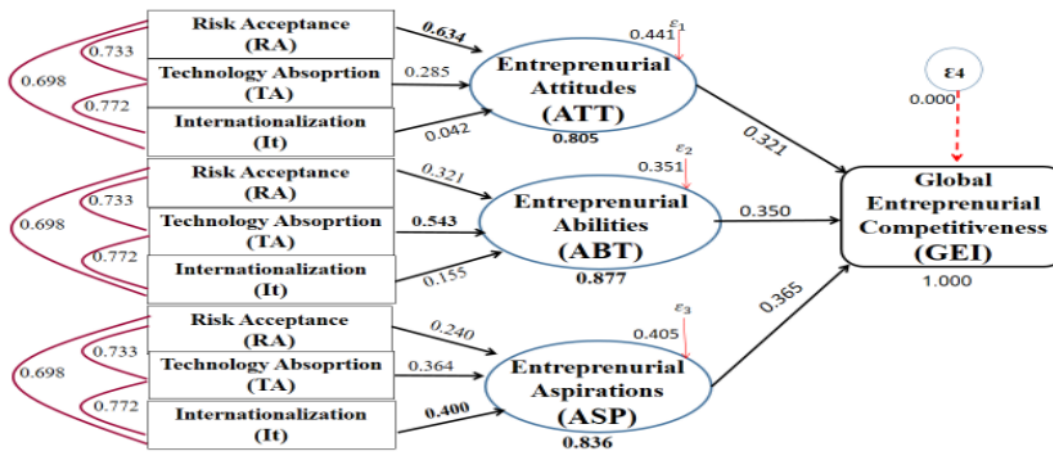 Risk Acceptance
(RA)
Technology Absoprtion
(TA)
Internationalization
(It)
0.733
0.698
0.772
0.634
0.285
0.042
0.441
ε1
Entreprenurial
Attitudes
(ATT)
0.805
0.321
Risk Acceptance
(RA)
Technology Absoprtion
(TA)
Internationalization
(It)
0.733
0.698
0.772
0.321
0.543
0.155
0.351
ε2
Entreprenurial
Abilities
(ABT)
0.877
0.350
Risk Acceptance
(RA)
Technology Absoprtion
(TA)
Internationalization
(It)
0.733
0.698
0.772
0.240
0.364
0.400
0.405
ε3
Entreprenurial
Aspirations
(ASP)
0.836
0.365
ε4
0.000
Global
Entreprenurial
Competitiveness
(GEI)
1.000